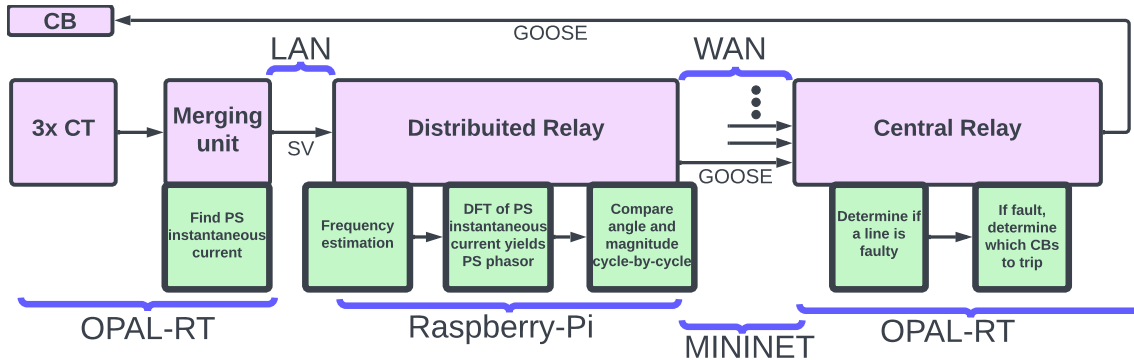 CB
GOOSE
LAN
WAN
3x CT
Merging
unit
SV
Distribuited Relay
GOOSE
Central Relay
Find PS
instantaneous
current
Frequency
estimation
DFT of PS
instantaneous
current yields
PS phasor
Compare
angle and
magnitude
cycle-by-cycle
Determine if
a line is
faulty
If fault,
determine
which CBs
to trip
OPAL-RT
Raspberry-Pi
MININET
OPAL-RT